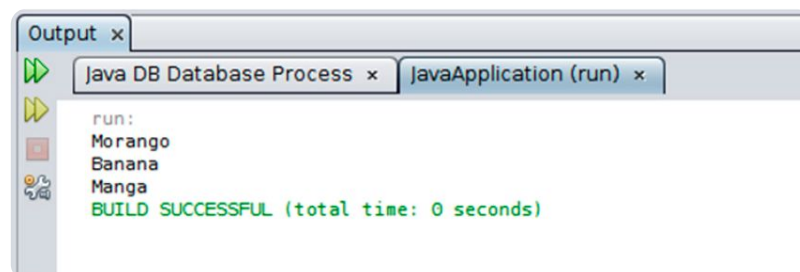 Output x
Java DB Database Process x JavaApplication (run) x
run:
Morango
Banana
Manga
BUILD SUCCESSFUL (total time: 0 seconds)